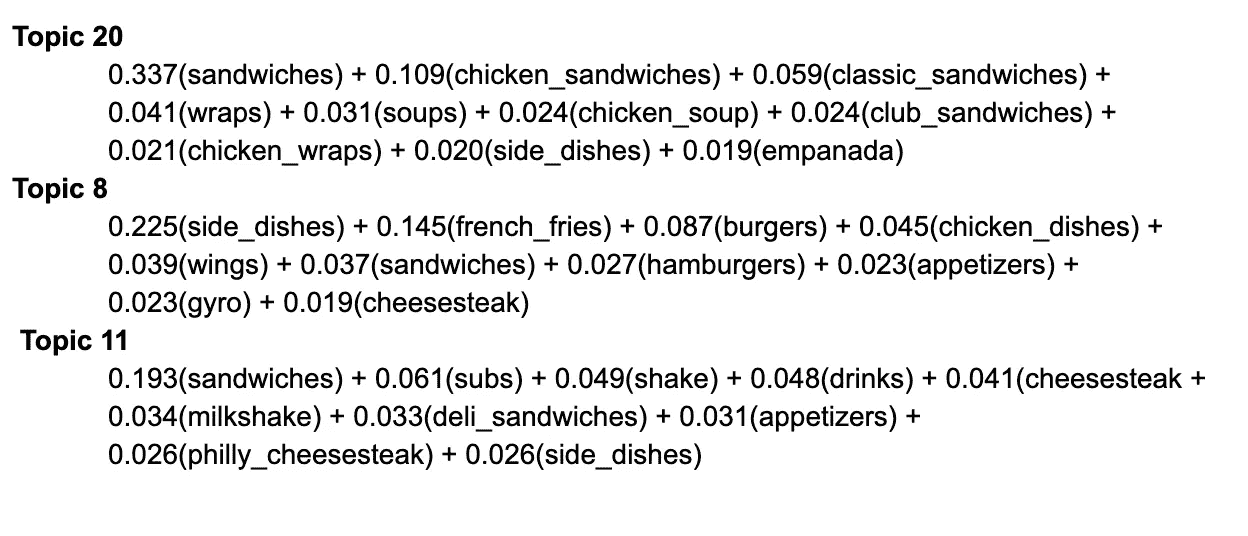 Topic 20
0.337(sandwiches) + 0.109(chicken_sandwiches) + 0.059(classic_sandwiches) +
0.041(wraps) + 0.031(soups) + 0.024(chicken_soup) + 0.024(club_sandwiches) +
0.021(chicken_wraps) + 0.020(side_dishes) + 0.019(empanada)
Topic 8
0.225(side_dishes) + 0.145(french_fries) + 0.087(burgers) + 0.045(chicken_dishes) +
0.039(wings) + 0.037(sandwiches) + 0.027(hamburgers) + 0.023(appetizers) +
0.023(gyro) + 0.019(cheesesteak)
Topic 11
0.193(sandwiches) + 0.061(subs) + 0.049(shake) + 0.048(drinks) + 0.041(cheesesteak +
0.034(milkshake) + 0.033(deli_sandwiches) + 0.031(appetizers) +
0.026(philly_cheesesteak) + 0.026(side_dishes)